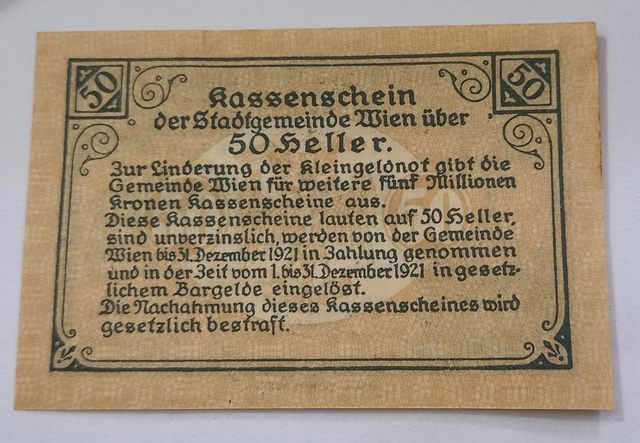 50 50
Kassenschein
der Stadtgemeinde Wien über
50 Heller.
Zur Linderung der Kleingeldnot gibt die
Gemeinde Wien für weitere fünf Millionen
Kronen Kassenscheine aus.
Diese Kassenscheine lauten auf 50 Heller,
sind unverzinslich, werden von der Gemeinde
Wien bis 31. Dezember 1921 in Zahlung genommen
und in der Zeit vom 1. bis 31. Dezember 1921 in gesetz-
lichem Bargelde eingelöst.
Die Nachahmung dieses Kassenscheines wird
gesetzlich bestraft.